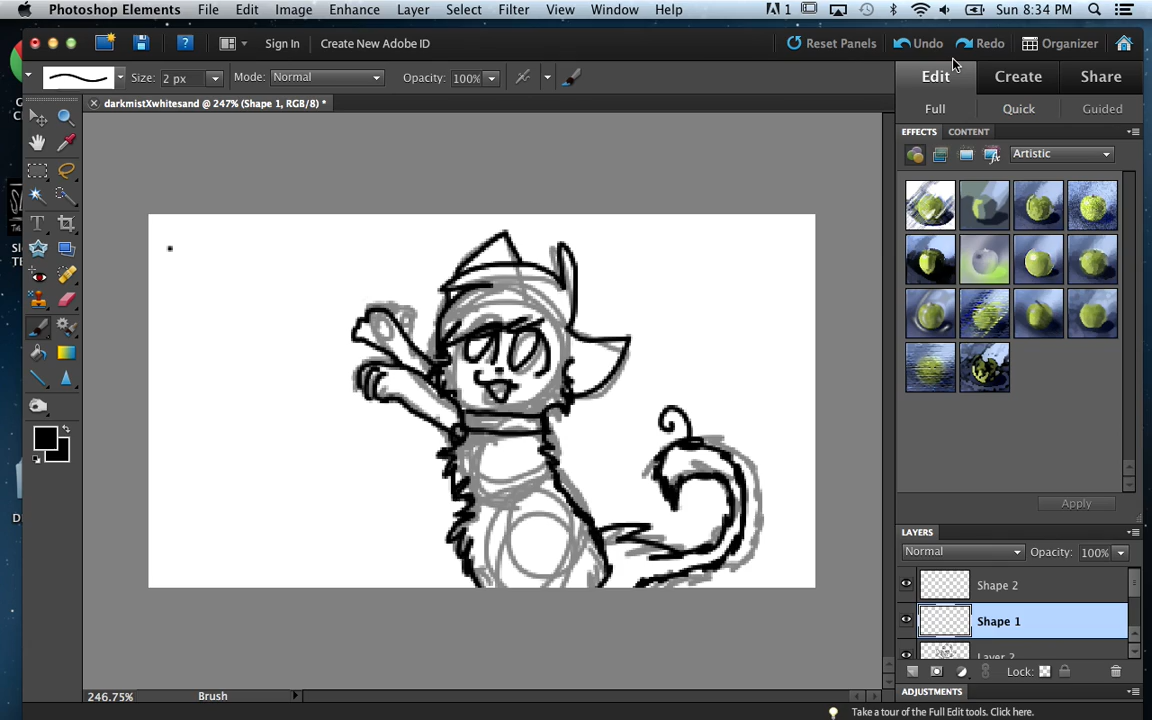 Photoshop Elements File Edit Image Enhance Layer Select Filter View Window Help 1 Sun 8:34 PM
Sign In Create New Adobe ID Reset Panels Undo Redo Organizer
Size: 2 px Mode: Normal Opacity: 100% Edit Create Share
darkmistXwhitesand @ 247% (Shape 1, RGB/8) * Full Quick Guided
EFFECTS CONTENT
Artistic
Apply
LAYERS
Normal Opacity: 100%
Shape 2
Shape 1
Layer 2
Lock:
246.75% Brush ADJUSTMENTS
Take a tour of the Full Edit tools. Click here.